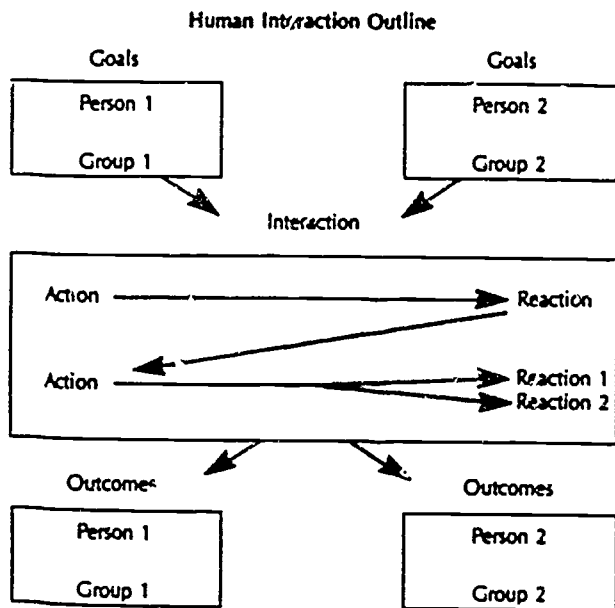 Human Interaction Outline
Goals
Goals
Person 1
Person 2
Group 1
Group 2
Interaction
Action
Reaction
Action
Reaction 1
Reaction 2
Outcomes
Outcomes
Person 1
Person 2
Group 1
Group 2